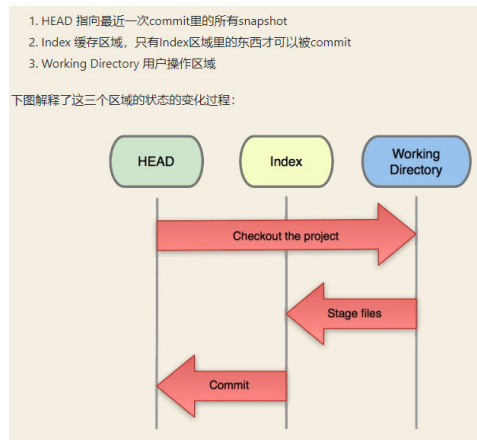 1. HEAD 指向最近一次commit里的所有snapshot
2. Index 缓存区域，只有Index区域里的东西才可以被commit
3. Working Directory 用户操作区域
下图解释了这三个区域的状态的变化过程：
HEAD
Index
Working
Directory
Checkout the project
Stage files
Commit